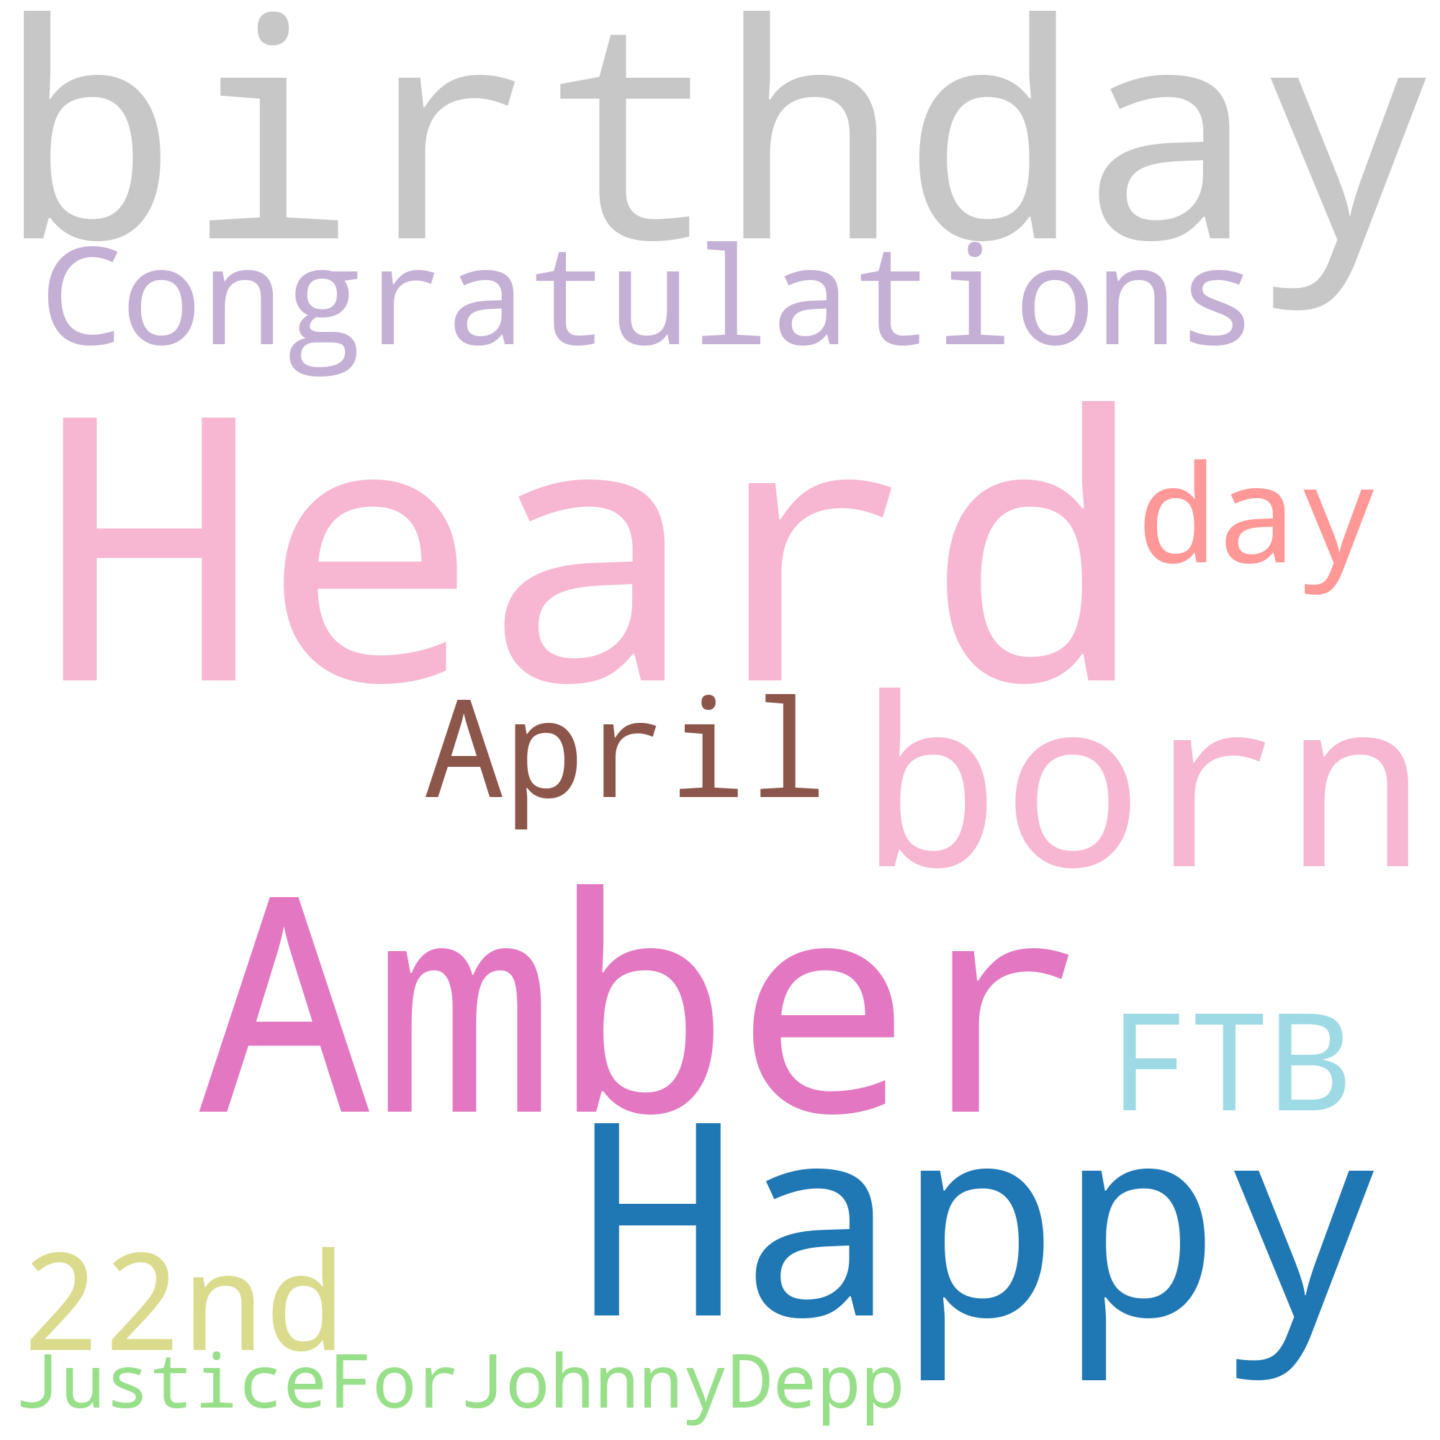 birthday
Congratulations
Heard
day
April
born
Amber
FTB
Happy
22nd
JusticeForJohnnyDepp